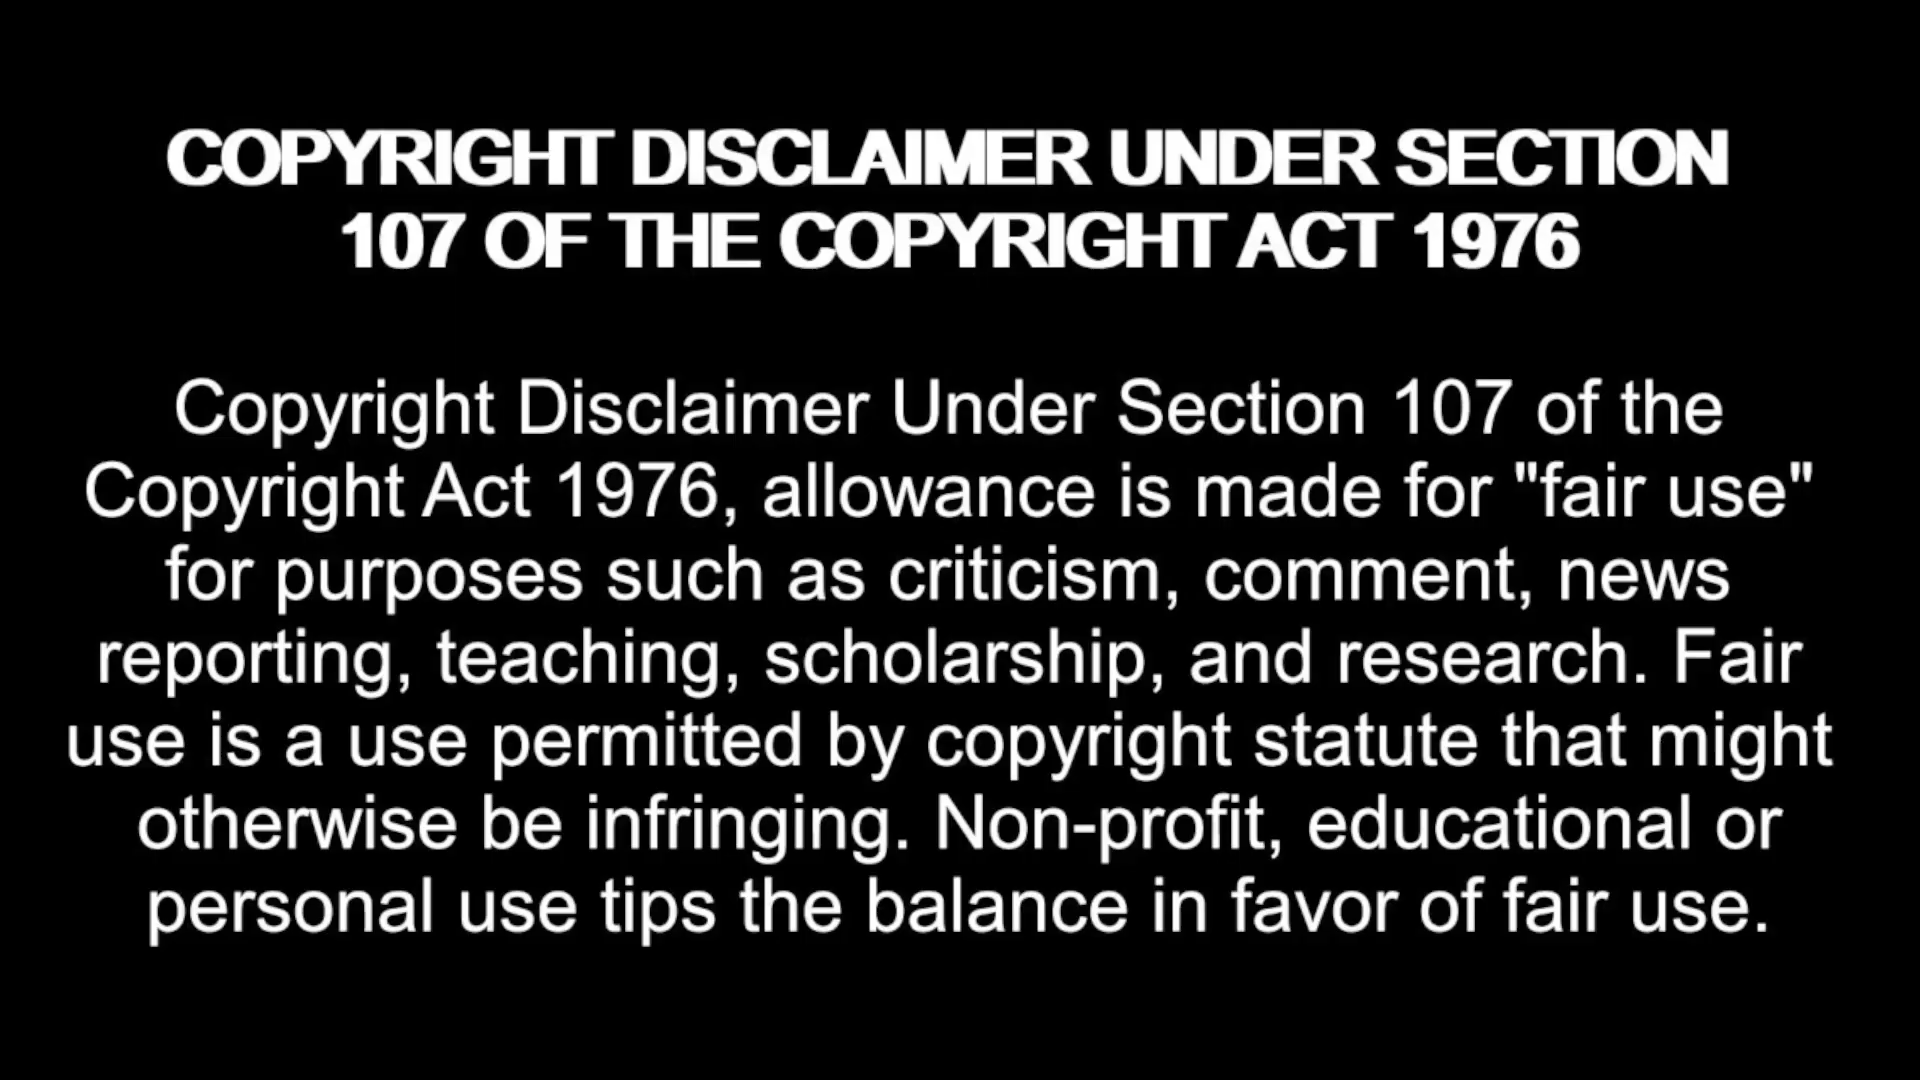 COPYRIGHT DISCLAIMER UNDER SECTION
107 OF THE COPYRIGHT ACT 1976
Copyright Disclaimer Under Section 107 of the
Copyright Act 1976, allowance is made for "fair use"
for purposes such as criticism, comment, news
reporting, teaching, scholarship, and research. Fair
use is a use permitted by copyright statute that might
otherwise be infringing. Non-profit, educational or
personal use tips the balance in favor of fair use.